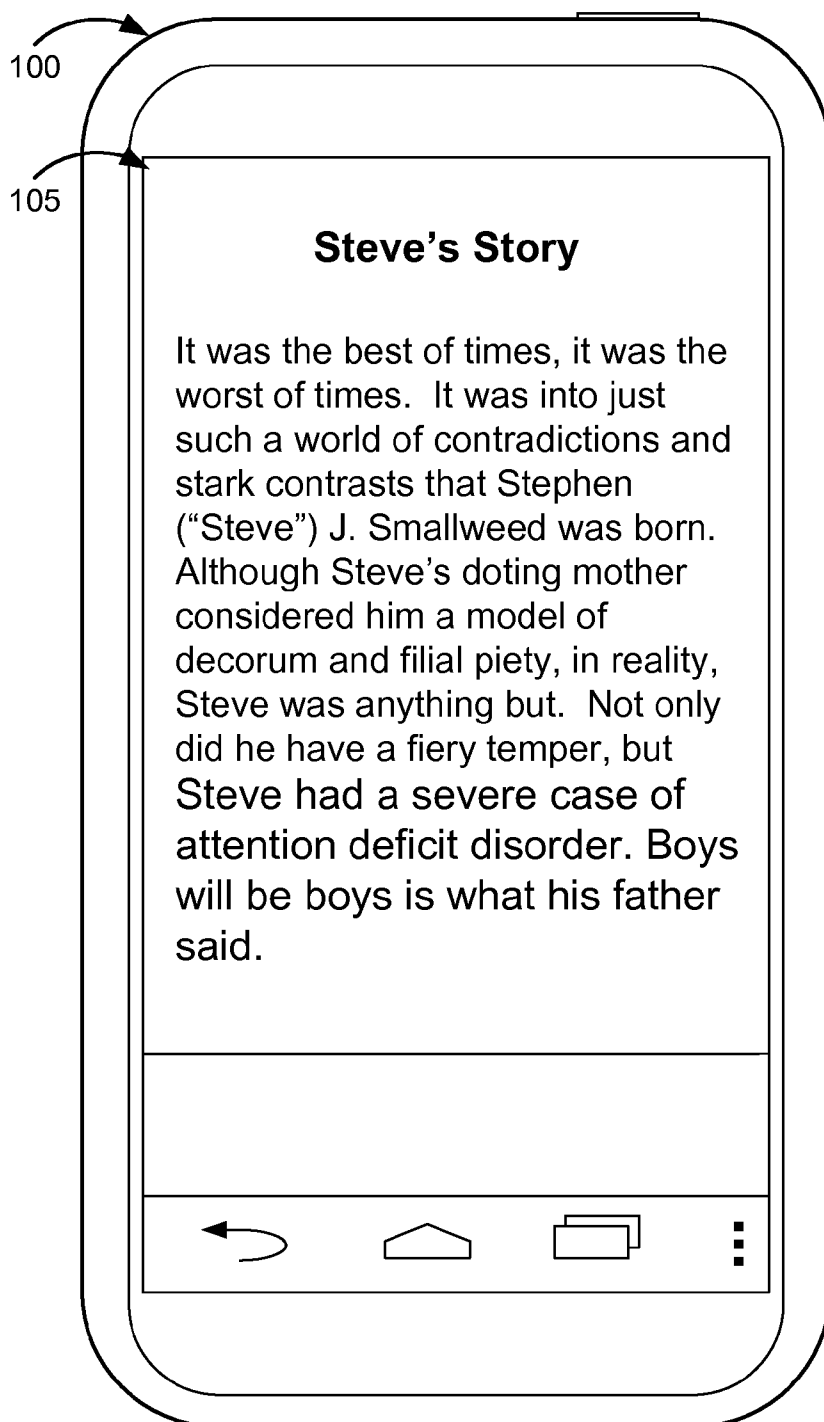 100
105
Steve’s Story
It was the best of times, it was the
worst of times.  It was into just
such a world of contradictions and
stark contrasts that Stephen
(“Steve”) J. Smallweed was born.
Although Steve’s doting mother
considered him a model of
decorum and filial piety, in reality,
Steve was anything but.  Not only
did he have a fiery temper, but
Steve had a severe case of
attention deficit disorder. Boys
will be boys is what his father
said.